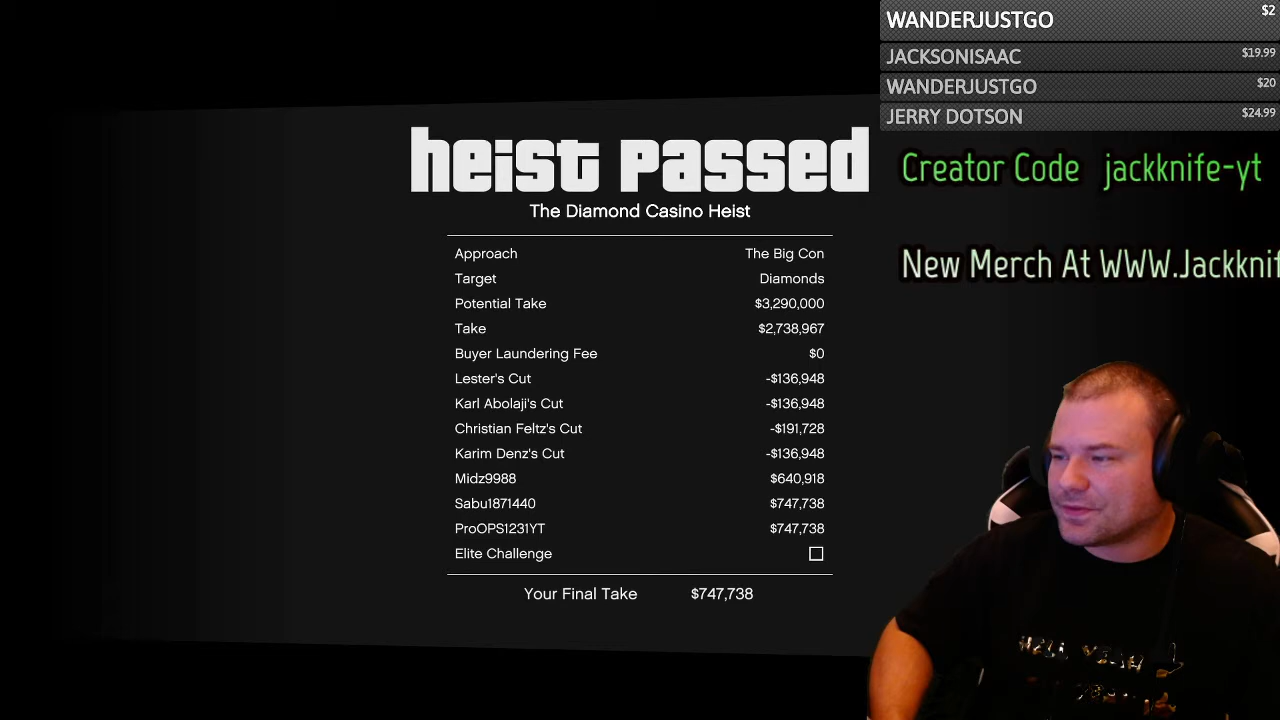 WANDERJUSTGO $2
JACKSONISAAC $19.99
WANDERJUSTGO $20
JERRY DOTSON $24.99
Creator Code jackknife-yt
New Merch At WWW.Jackknif
heist passed
The Diamond Casino Heist
Approach The Big Con
Target Diamonds
Potential Take $3,290,000
Take $2,738,967
Buyer Laundering Fee $0
Lester's Cut -$136,948
Karl Abolaji's Cut -$136,948
Christian Feltz's Cut -$191,728
Karim Denz's Cut -$136,948
Midz9988 $640,918
Sabu1871440 $747,738
ProOPS1231YT $747,738
Elite Challenge
Your Final Take $747,738
HELL YEAH